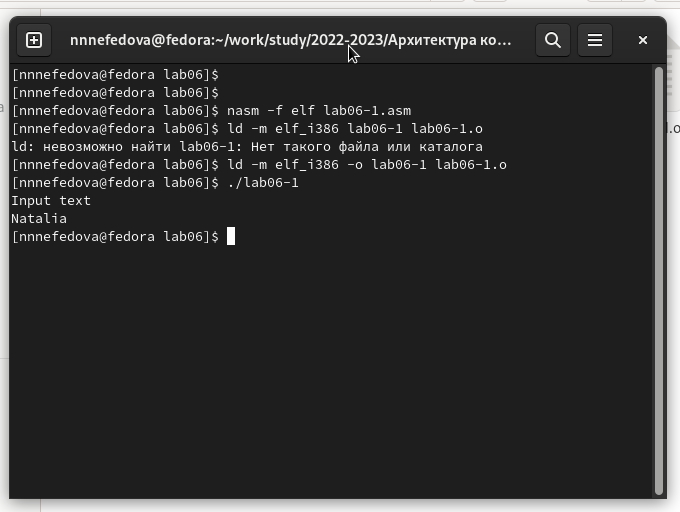 nnnefedova@fedora:~/work/study/2022-2023/Архитектура ко...
[nnnefedova@fedora lab06]$
[nnnefedova@fedora lab06]$
[nnnefedova@fedora lab06]$ nasm -f elf lab06-1.asm
[nnnefedova@fedora lab06]$ ld -m elf_i386 lab06-1 lab06-1.o
ld: невозможно найти lab06-1: Нет такого файла или каталога
[nnnefedova@fedora lab06]$ ld -m elf_i386 -o lab06-1 lab06-1.o
[nnnefedova@fedora lab06]$ ./lab06-1
Input text
Natalia
[nnnefedova@fedora lab06]$